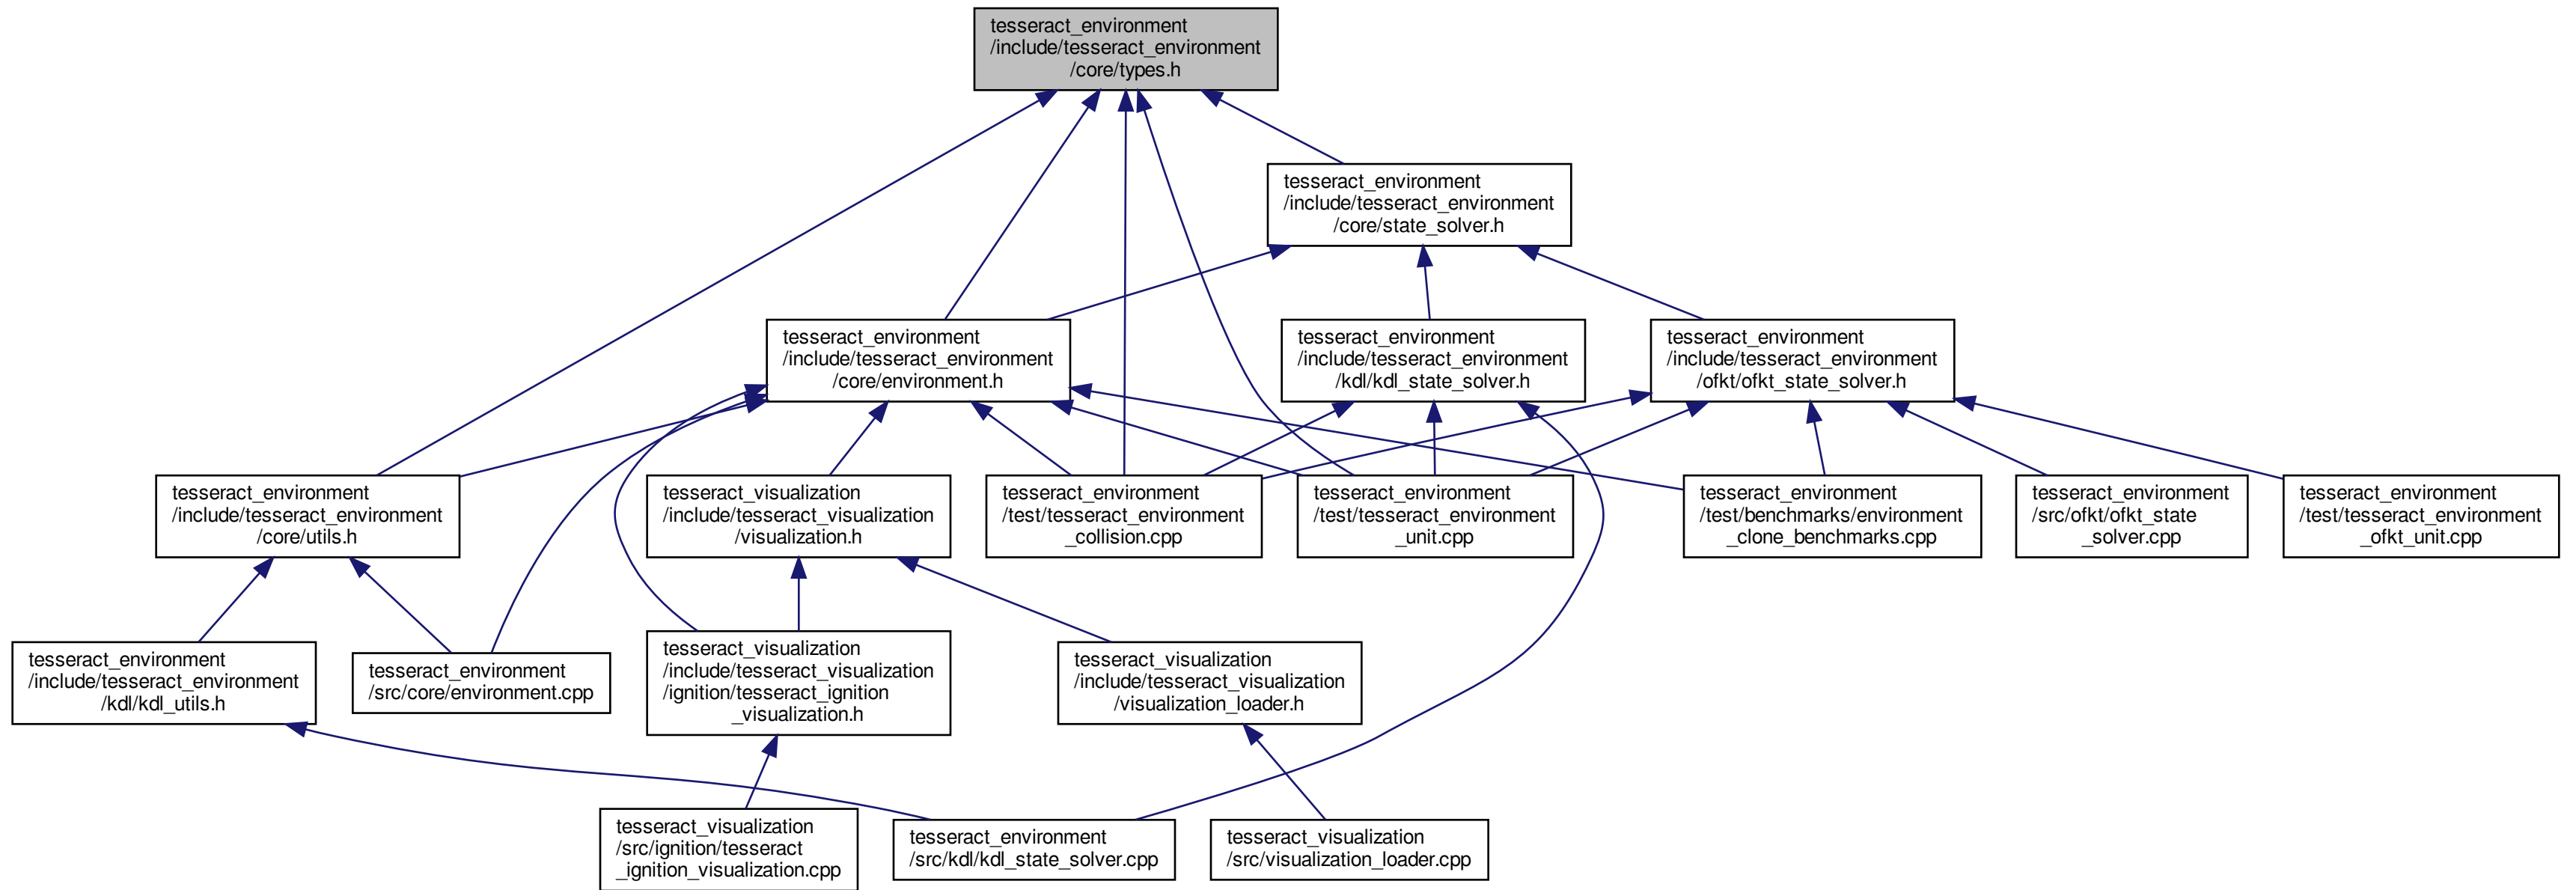 tesseract_environment
/include/tesseract_environment
/core/types.h
tesseract_environment
/include/tesseract_environment
/core/state_solver.h
tesseract_environment
/include/tesseract_environment
/core/environment.h
tesseract_environment
/include/tesseract_environment
/kdl/kdl_state_solver.h
tesseract_environment
/include/tesseract_environment
/ofkt/ofkt_state_solver.h
tesseract_environment
/include/tesseract_environment
/core/utils.h
tesseract_visualization
/include/tesseract_visualization
/visualization.h
tesseract_environment
/test/tesseract_environment
_collision.cpp
tesseract_environment
/test/tesseract_environment
_unit.cpp
tesseract_environment
/test/benchmarks/environment
_clone_benchmarks.cpp
tesseract_environment
/src/ofkt/ofkt_state
_solver.cpp
tesseract_environment
/test/tesseract_environment
_ofkt_unit.cpp
tesseract_environment
/include/tesseract_environment
/kdl/kdl_utils.h
tesseract_environment
/src/core/environment.cpp
tesseract_visualization
/include/tesseract_visualization
/ignition/tesseract_ignition
_visualization.h
tesseract_visualization
/include/tesseract_visualization
/visualization_loader.h
tesseract_visualization
/src/ignition/tesseract
_ignition_visualization.cpp
tesseract_environment
/src/kdl/kdl_state_solver.cpp
tesseract_visualization
/src/visualization_loader.cpp